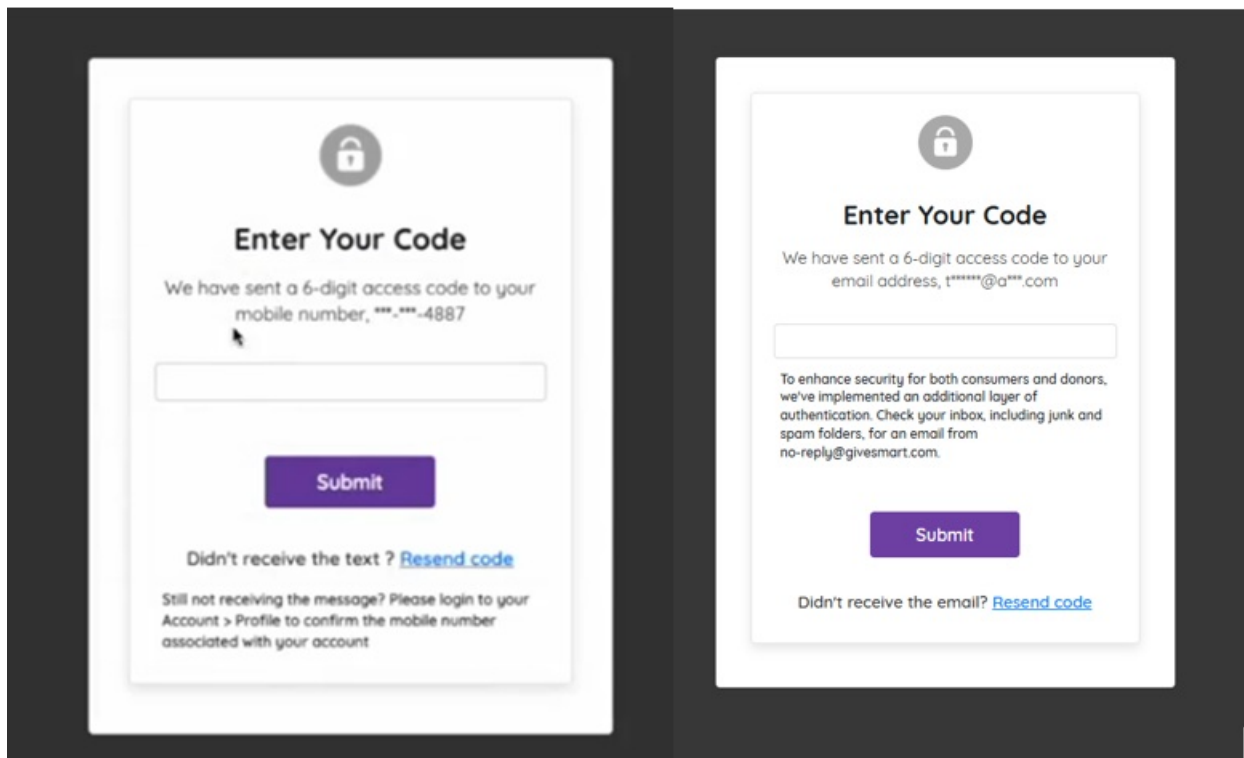 Enter Your Code
We have sent a 6-digit access code to your
mobile number, ***-***-4887
Submit
Didn't receive the text ? Resend code
Still not receiving the message? Please login to your
Account > Profile to confirm the mobile number
associated with your account
Enter Your Code
We have sent a 6-digit access code to your
email address, t******@a***.com
To enhance security for both consumers and donors,
we've implemented an additional layer of
authentication. Check your inbox, including junk and
spam folders, for an email from
no-reply@givesmart.com.
Submit
Didn't receive the email? Resend code